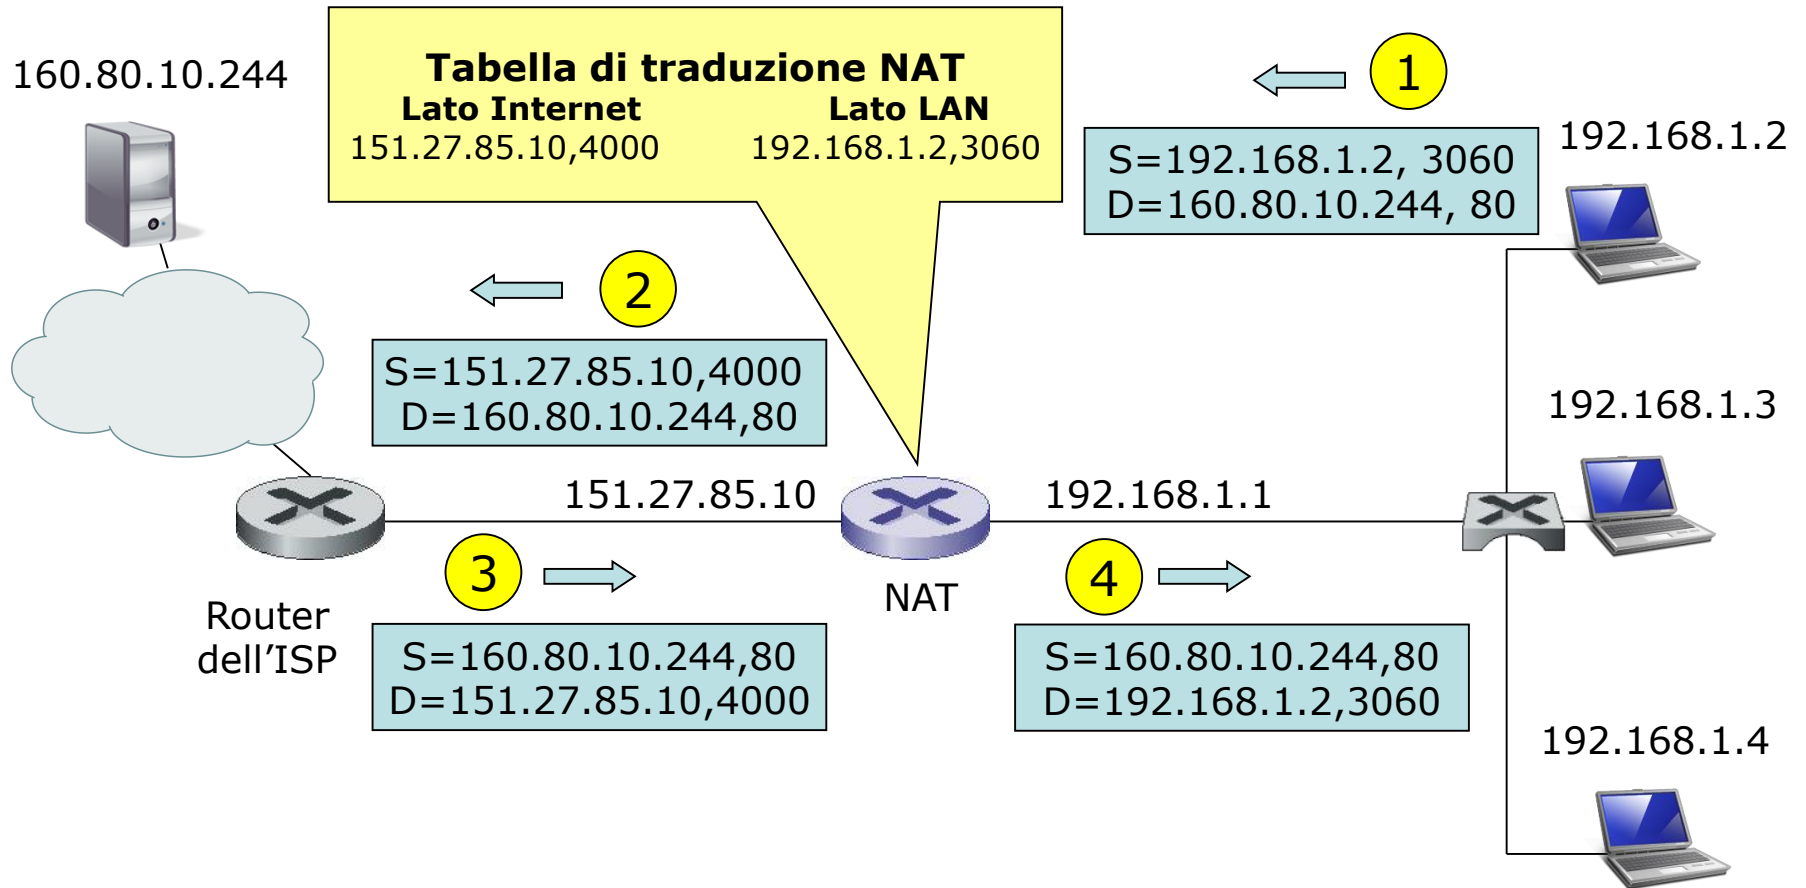 160.80.10.244
Tabella di traduzione NAT
Lato Internet Lato LAN
151.27.85.10,4000 192.168.1.2,3060
1
S=192.168.1.2, 3060
D=160.80.10.244, 80
192.168.1.2
2
S=151.27.85.10,4000
D=160.80.10.244,80
192.168.1.3
151.27.85.10
192.168.1.1
3
4
NAT
Router
dell’ISP
S=160.80.10.244,80
D=151.27.85.10,4000
S=160.80.10.244,80
D=192.168.1.2,3060
192.168.1.4